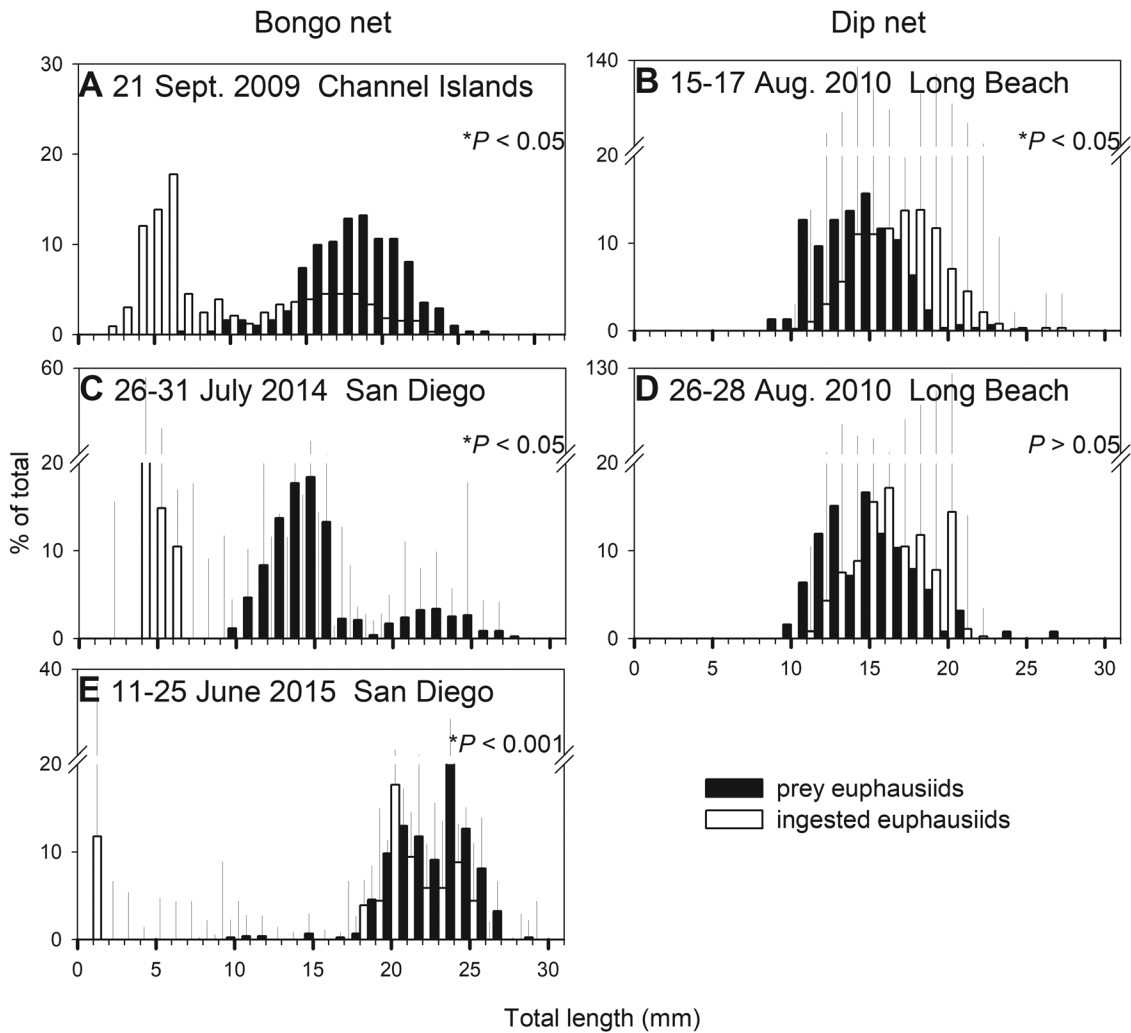 Bongo net
Dip net
A 21 Sept. 2009 Channel Islands
*P < 0.05
30
20
10
0
B 15-17 Aug. 2010 Long Beach
*P < 0.05
140
20
10
0
C 26-31 July 2014 San Diego
*P < 0.05
60
20
10
0
D 26-28 Aug. 2010 Long Beach
P > 0.05
130
20
10
0
0 5 10 15 20 25 30
% of total
E 11-25 June 2015 San Diego
*P < 0.001
40
20
10
0
0 5 10 15 20 25 30
prey euphausiids
ingested euphausiids
Total length (mm)